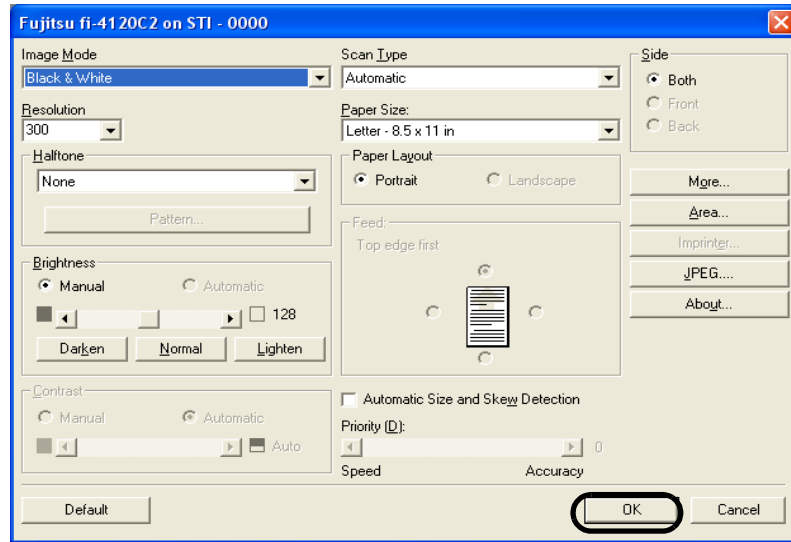 Fujitsu fi-4120C2 on STI - 0000
Image Mode
Black & White
Scan Type
Automatic
Side
Both
Front
Back
Resolution
300
Paper Size:
Letter - 8.5 x 11 in
Halftone
None
Pattern...
Paper Layout
Portrait
Landscape
More...
Area...
Imprinter...
JPEG....
About...
Feed:
Top edge first
Brightness
Manual
Automatic
128
Darken
Normal
Lighten
Contrast
Manual
Automatic
Auto
Automatic Size and Skew Detection
Priority (D):
0
Speed
Accuracy
Default
OK
Cancel